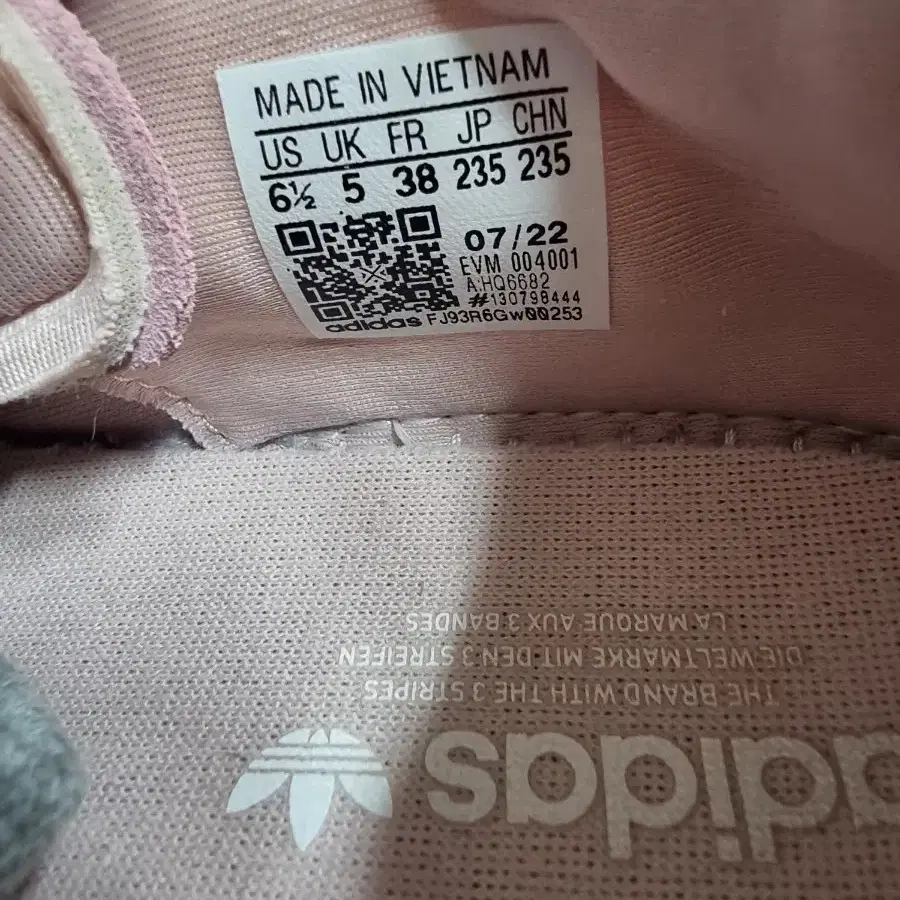 MADE IN VIETNAM
US UK FR JP CHN
6½ 5 38 235 235
07/22
EVM 004001
A:HQ6682
#130798444
adidas FJ93R6GW00253
adidas
THE BRAND WITH THE 3 STRIPES
DIE WELTMARKE MIT DEN 3 STREIFEN
LA MARQUE AUX 3 BANDES